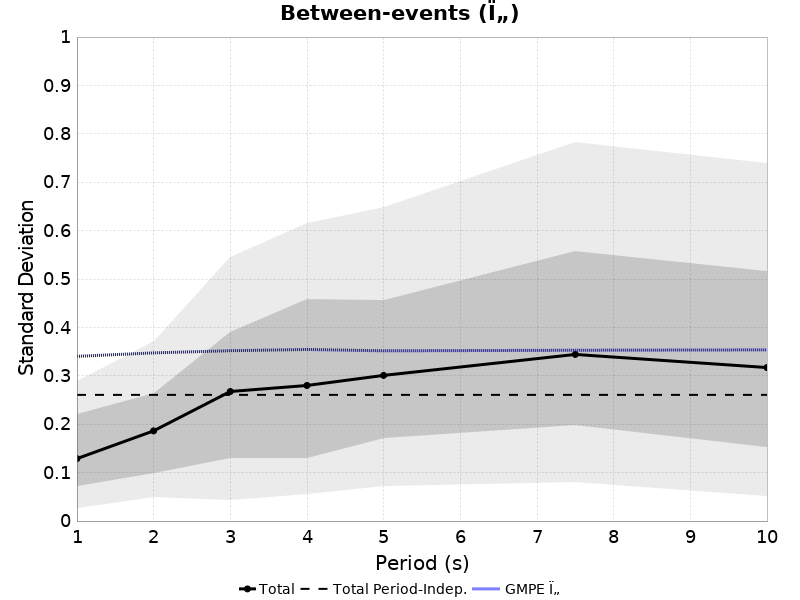 Between-events (Ï„)
1
0.9
0.8
0.7
0.6
0.5
0.4
0.3
0.2
0.1
0
Standard Deviation
1 2 3 4 5 6 7 8 9 10
Period (s)
Total Total Period-Indep. GMPE Ï„